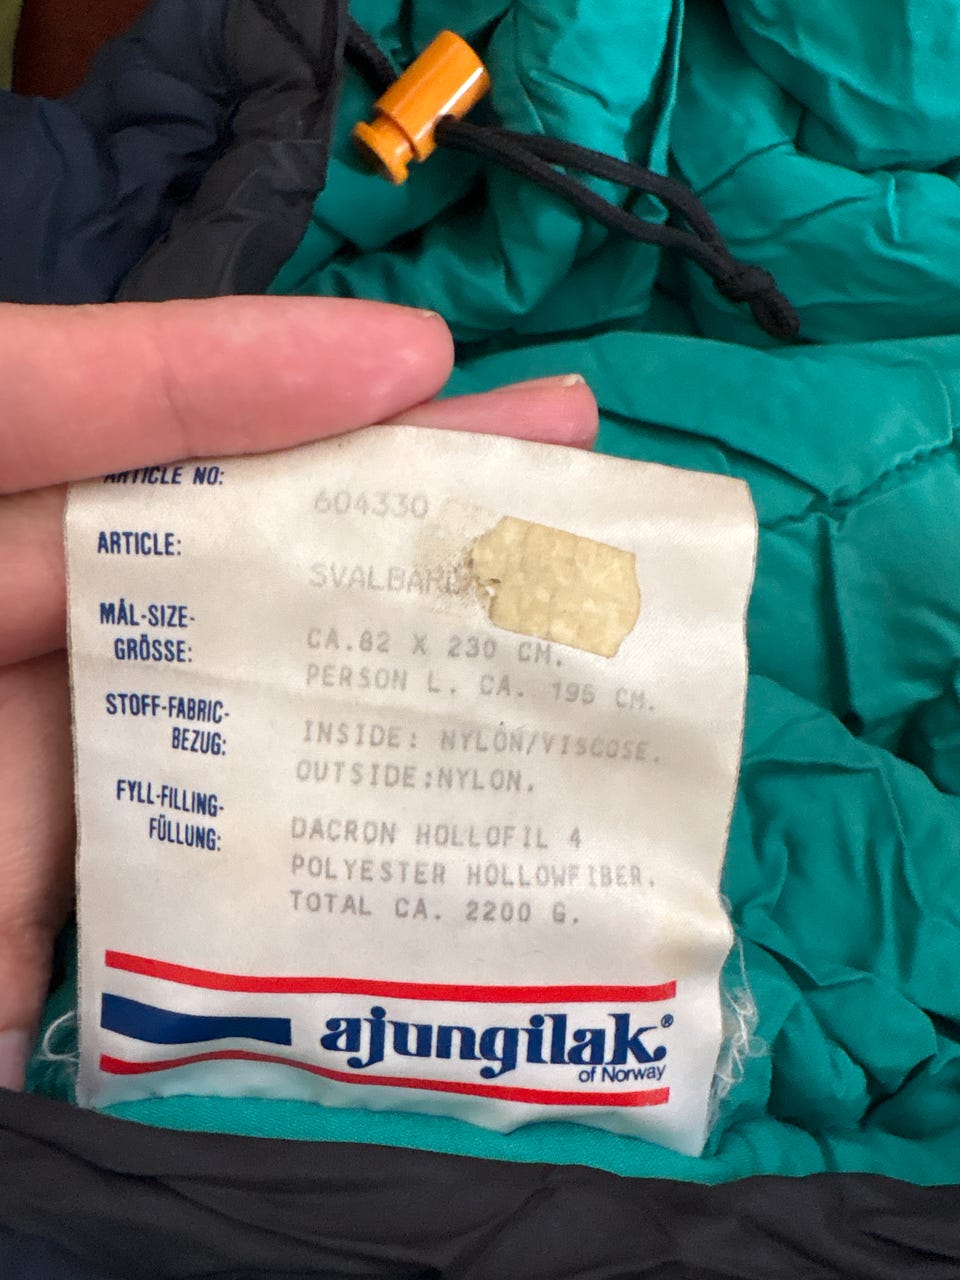 ARTICLE NO: 604330
ARTICLE: SVALBARD
MÅL-SIZE- CA.82 X 230 CM.
GRÖSSE: PERSON L. CA. 195 CM.
STOFF-FABRIC- INSIDE: NYLON/VISCOSE.
BEZUG: OUTSIDE:NYLON.
FYLL-FILLING- DACRON HOLLOFIL 4
FÜLLUNG: POLYESTER HOLLOWFIBER.
TOTAL CA. 2200 G.
ajungilak®
of Norway